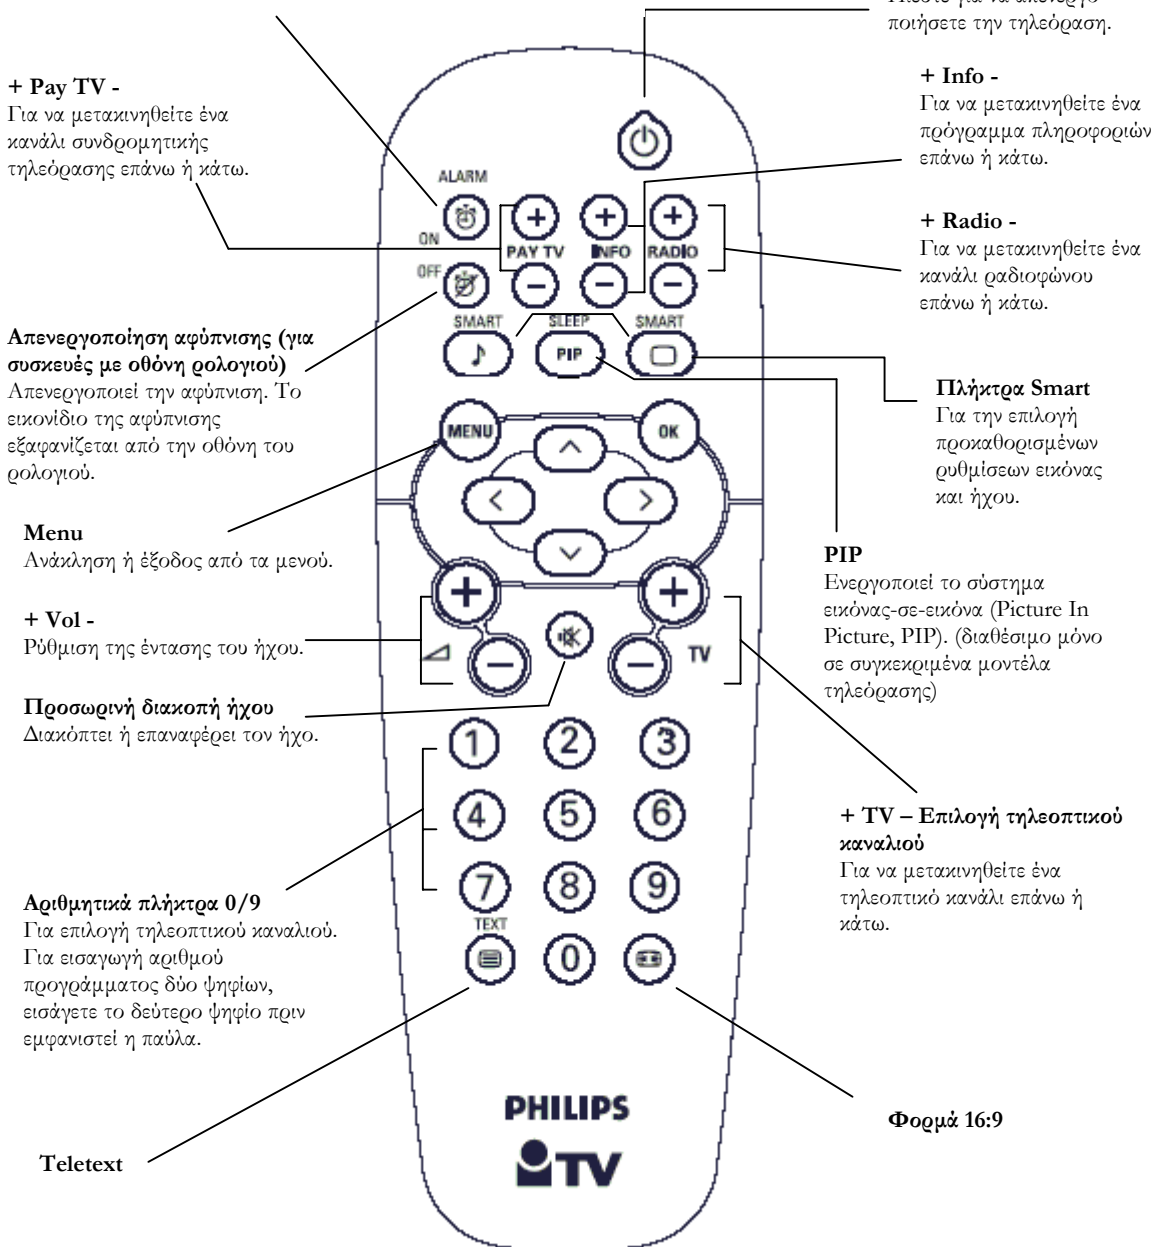 ποιήσετε την τηλεόραση.
+ Pay TV -
Για να μετακινηθείτε ένα
κανάλι συνδρομητικής
τηλεόρασης επάνω ή κάτω.
+ Info -
Για να μετακινηθείτε ένα
πρόγραμμα πληροφοριών
επάνω ή κάτω.
+ Radio -
Για να μετακινηθείτε ένα
κανάλι ραδιοφώνου
επάνω ή κάτω.
ALARM
ON
PAY TV
INFO
RADIO
OFF
SMART
SLEEP
SMART
PIP
Απενεργοποίηση αφύπνισης (για
συσκευές με οθόνη ρολογιού)
Απενεργοποιεί την αφύπνιση. Το
εικονίδιο της αφύπνισης
εξαφανίζεται από την οθόνη του
ρολογιού.
Πλήκτρα Smart
Για την επιλογή
προκαθορισμένων
ρυθμίσεων εικόνας
και ήχου.
MENU
OK
Menu
Ανάκληση ή έξοδος από τα μενού.
PIP
Ενεργοποιεί το σύστημα
εικόνας-σε-εικόνα (Picture In
Picture, PIP). (διαθέσιμο μόνο
σε συγκεκριμένα μοντέλα
τηλεόρασης)
+ Vol -
Ρύθμιση της έντασης του ήχου.
TV
Προσωρινή διακοπή ήχου
Διακόπτει ή επαναφέρει τον ήχο.
1 2 3
4 5 6
7 8 9
TEXT
0
+ TV – Επιλογή τηλεοπτικού
καναλιού
Για να μετακινηθείτε ένα
τηλεοπτικό κανάλι επάνω ή
κάτω.
Αριθμητικά πλήκτρα 0/9
Για επιλογή τηλεοπτικού καναλιού.
Για εισαγωγή αριθμού
προγράμματος δύο ψηφίων,
εισάγετε το δεύτερο ψηφίο πριν
εμφανιστεί η παύλα.
PHILIPS
TV
Φορμά 16:9
Teletext